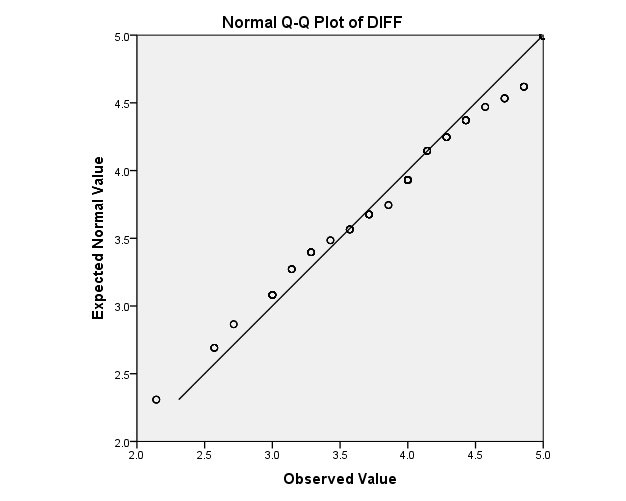 Normal Q-Q Plot of DIFF
5.0
4.5
4.0
3.5
3.0
2.5
2.0
Expected Normal Value
2.0 2.5 3.0 3.5 4.0 4.5 5.0
Observed Value